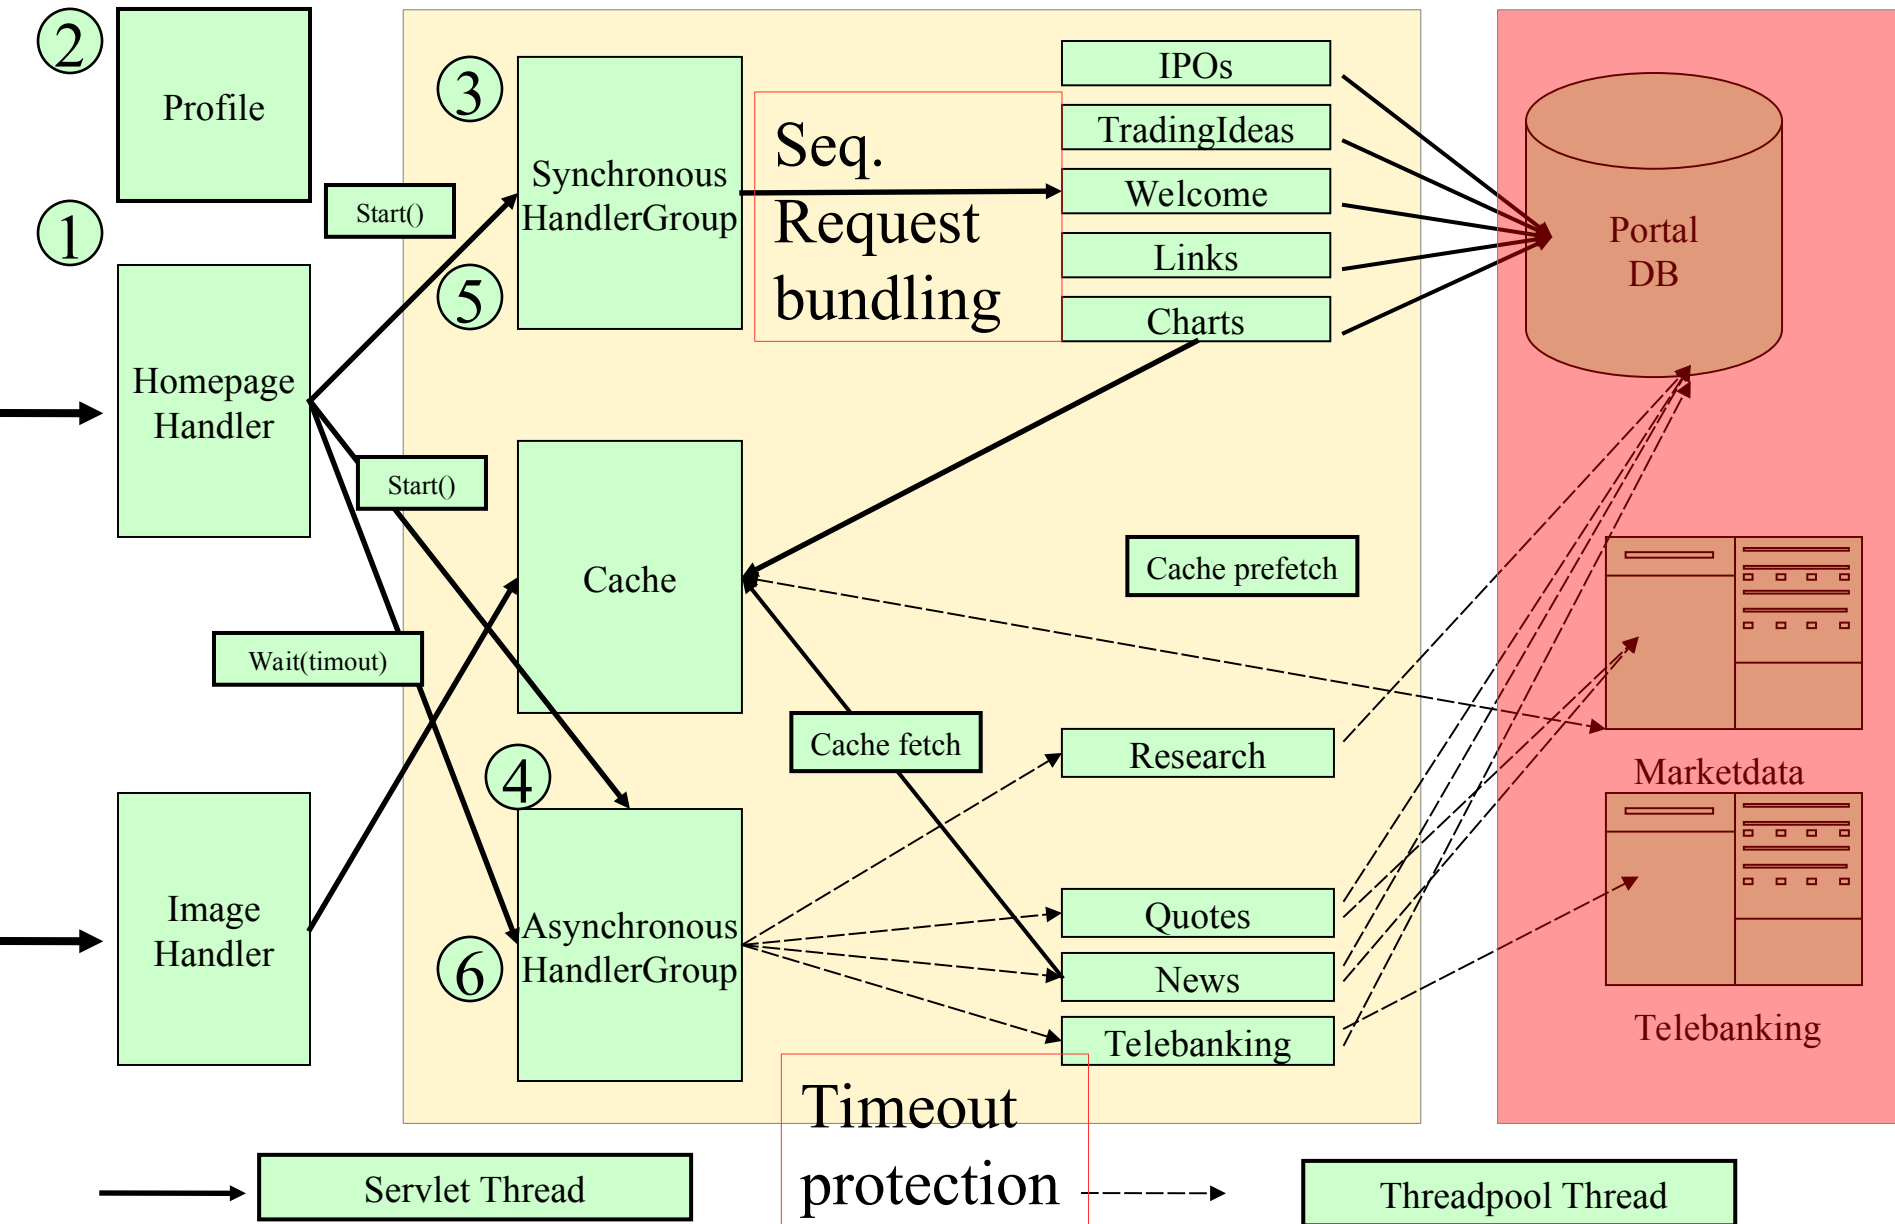 2
Profile
1
Start()
Homepage
Handler
Start()
Wait(timout)
Image
Handler
3
Synchronous
HandlerGroup
5
Seq.
Request
bundling
IPOs
TradingIdeas
Welcome
Links
Charts
Portal
DB
Cache
Cache prefetch
Cache fetch
4
Asynchronous
HandlerGroup
6
Research
Quotes
News
Telebanking
Marketdata
Telebanking
Timeout
protection
Servlet Thread
Threadpool Thread